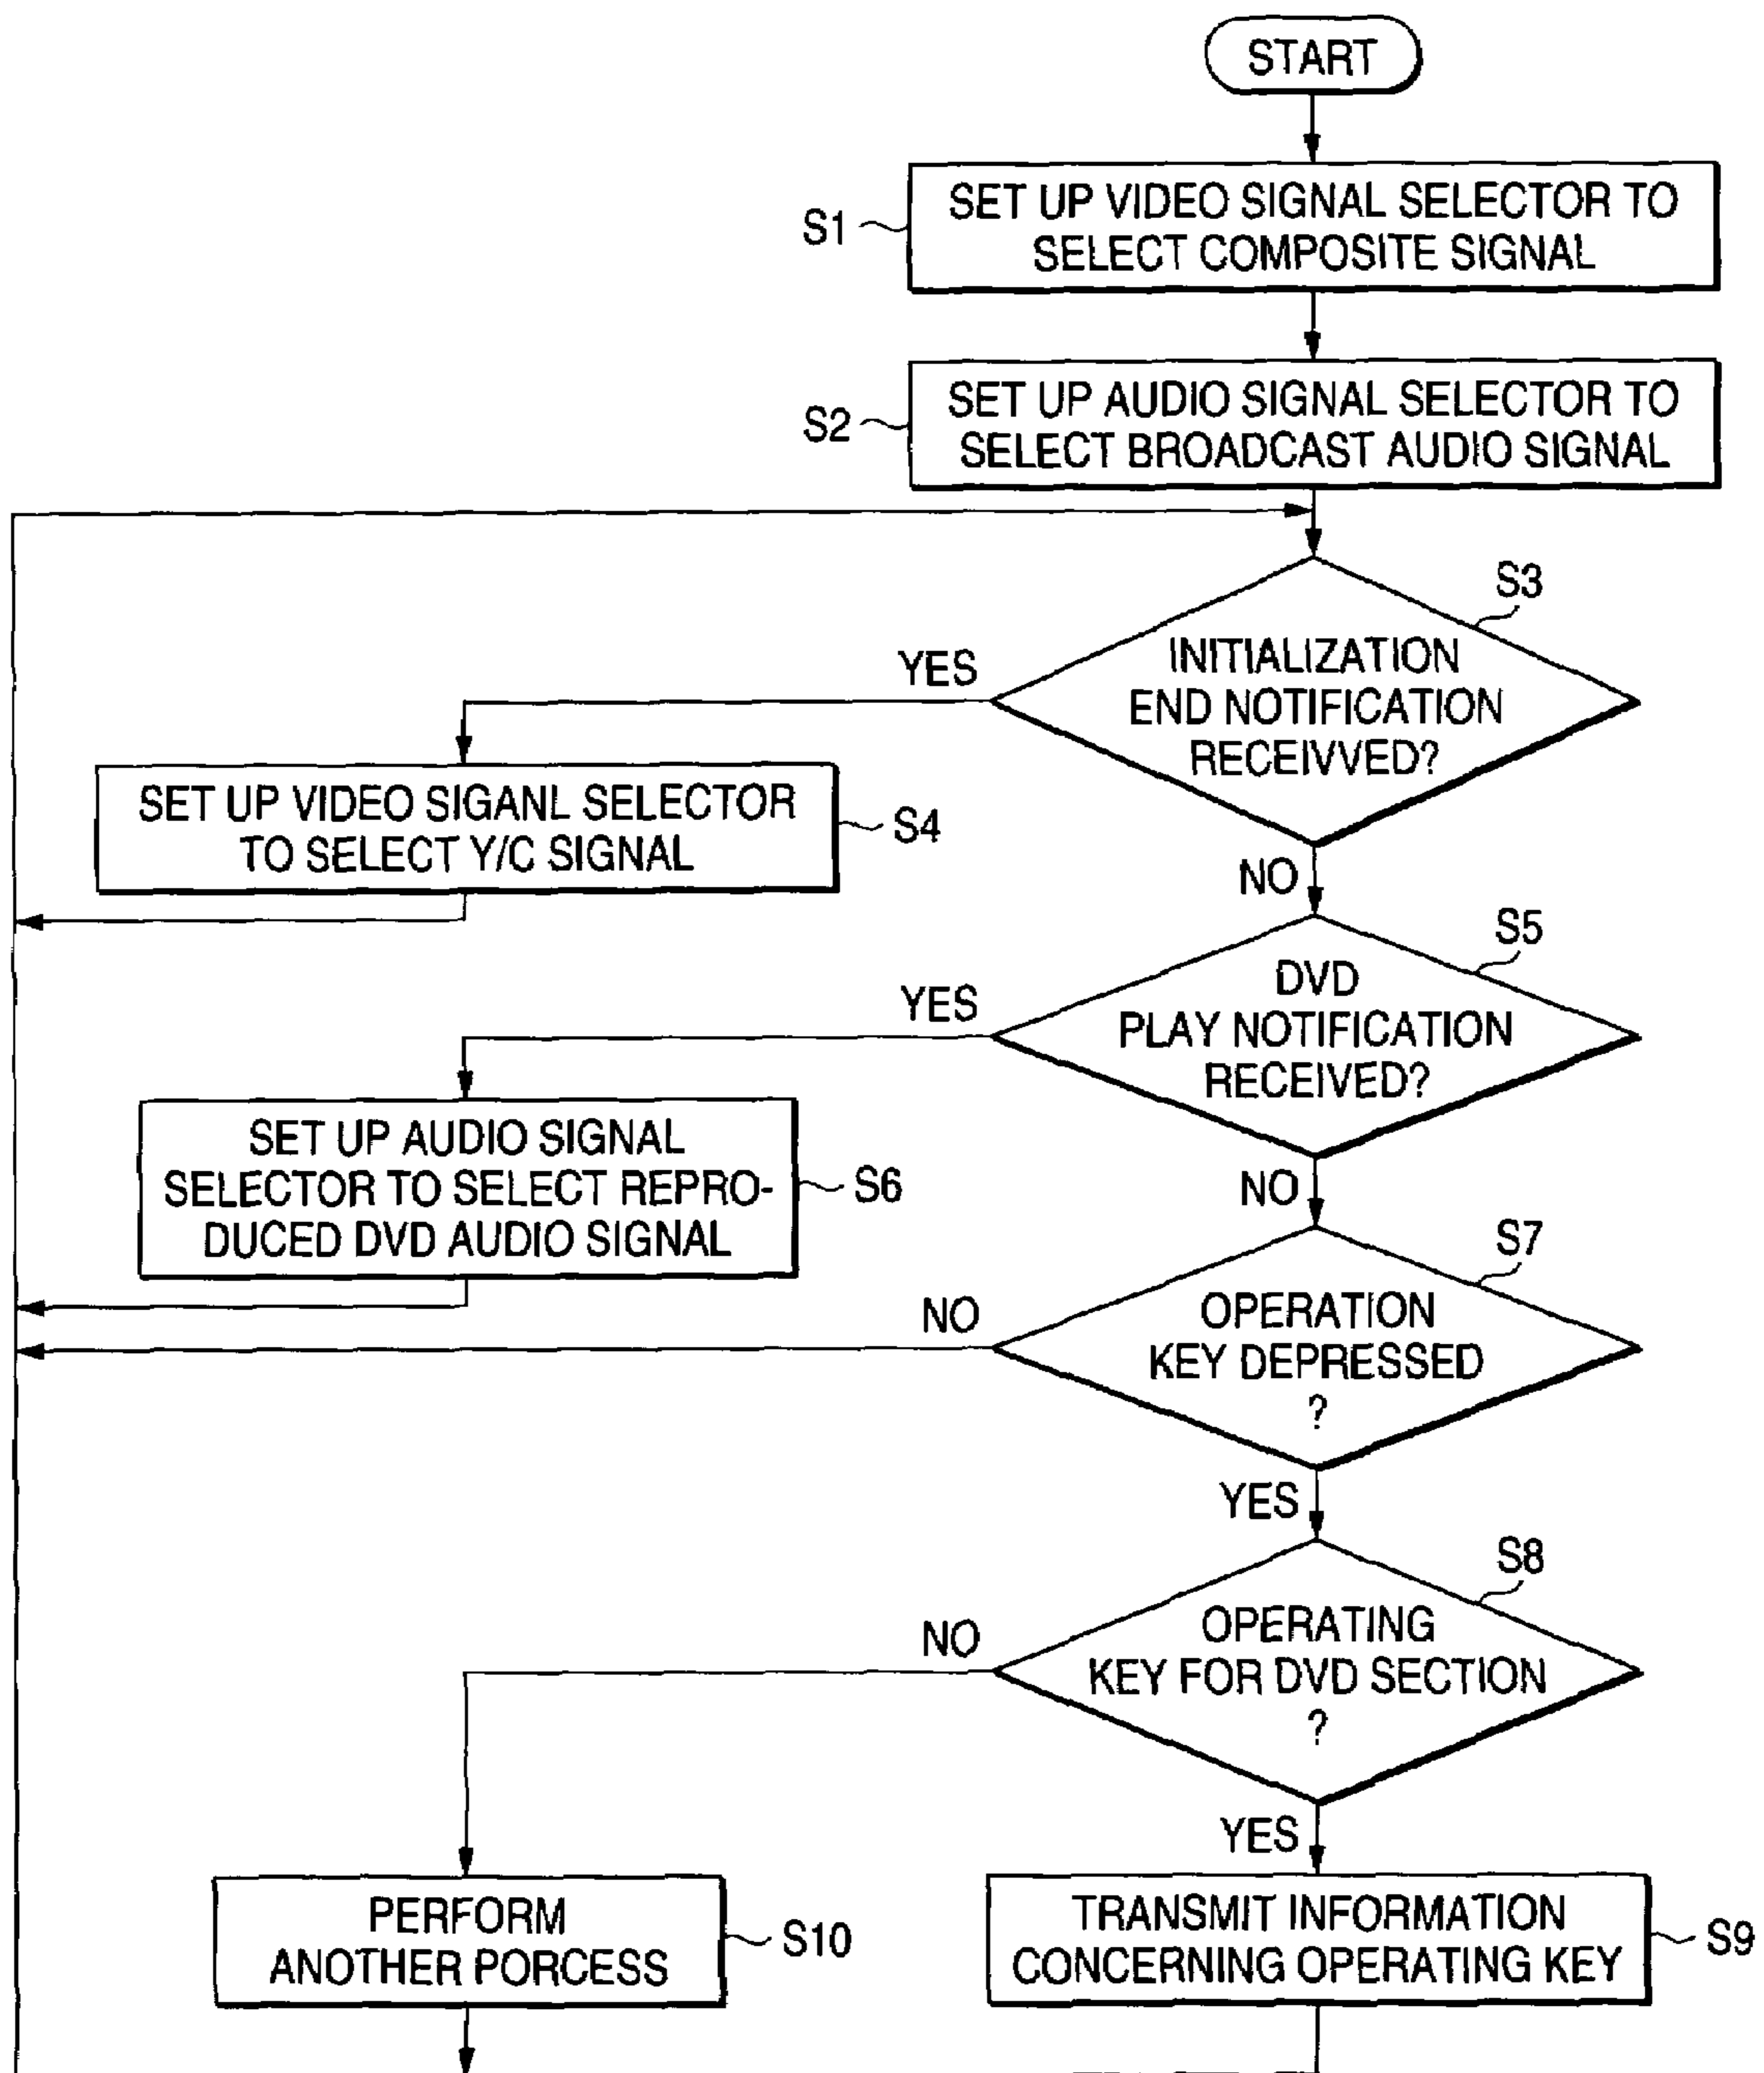 START
S1
SET UP VIDEO SIGNAL SELECTOR TO
SELECT COMPOSITE SIGNAL
S2
SET UP AUDIO SIGNAL SELECTOR TO
SELECT BROADCAST AUDIO SIGNAL
S3
INITIALIZATION
END NOTIFICATION
RECEIVVED?
YES
NO
SET UP VIDEO SIGANL SELECTOR
TO SELECT Y/C SIGNAL
S4
S5
DVD
PLAY NOTIFICATION
RECEIVED?
YES
NO
SET UP AUDIO SIGNAL
SELECTOR TO SELECT REPRO-
DUCED DVD AUDIO SIGNAL
S6
S7
OPERATION
KEY DEPRESSED
?
NO
YES
S8
OPERATING
KEY FOR DVD SECTION
?
NO
YES
PERFORM
ANOTHER PORCESS
S10
TRANSMIT INFORMATION
CONCERNING OPERATING KEY
S9